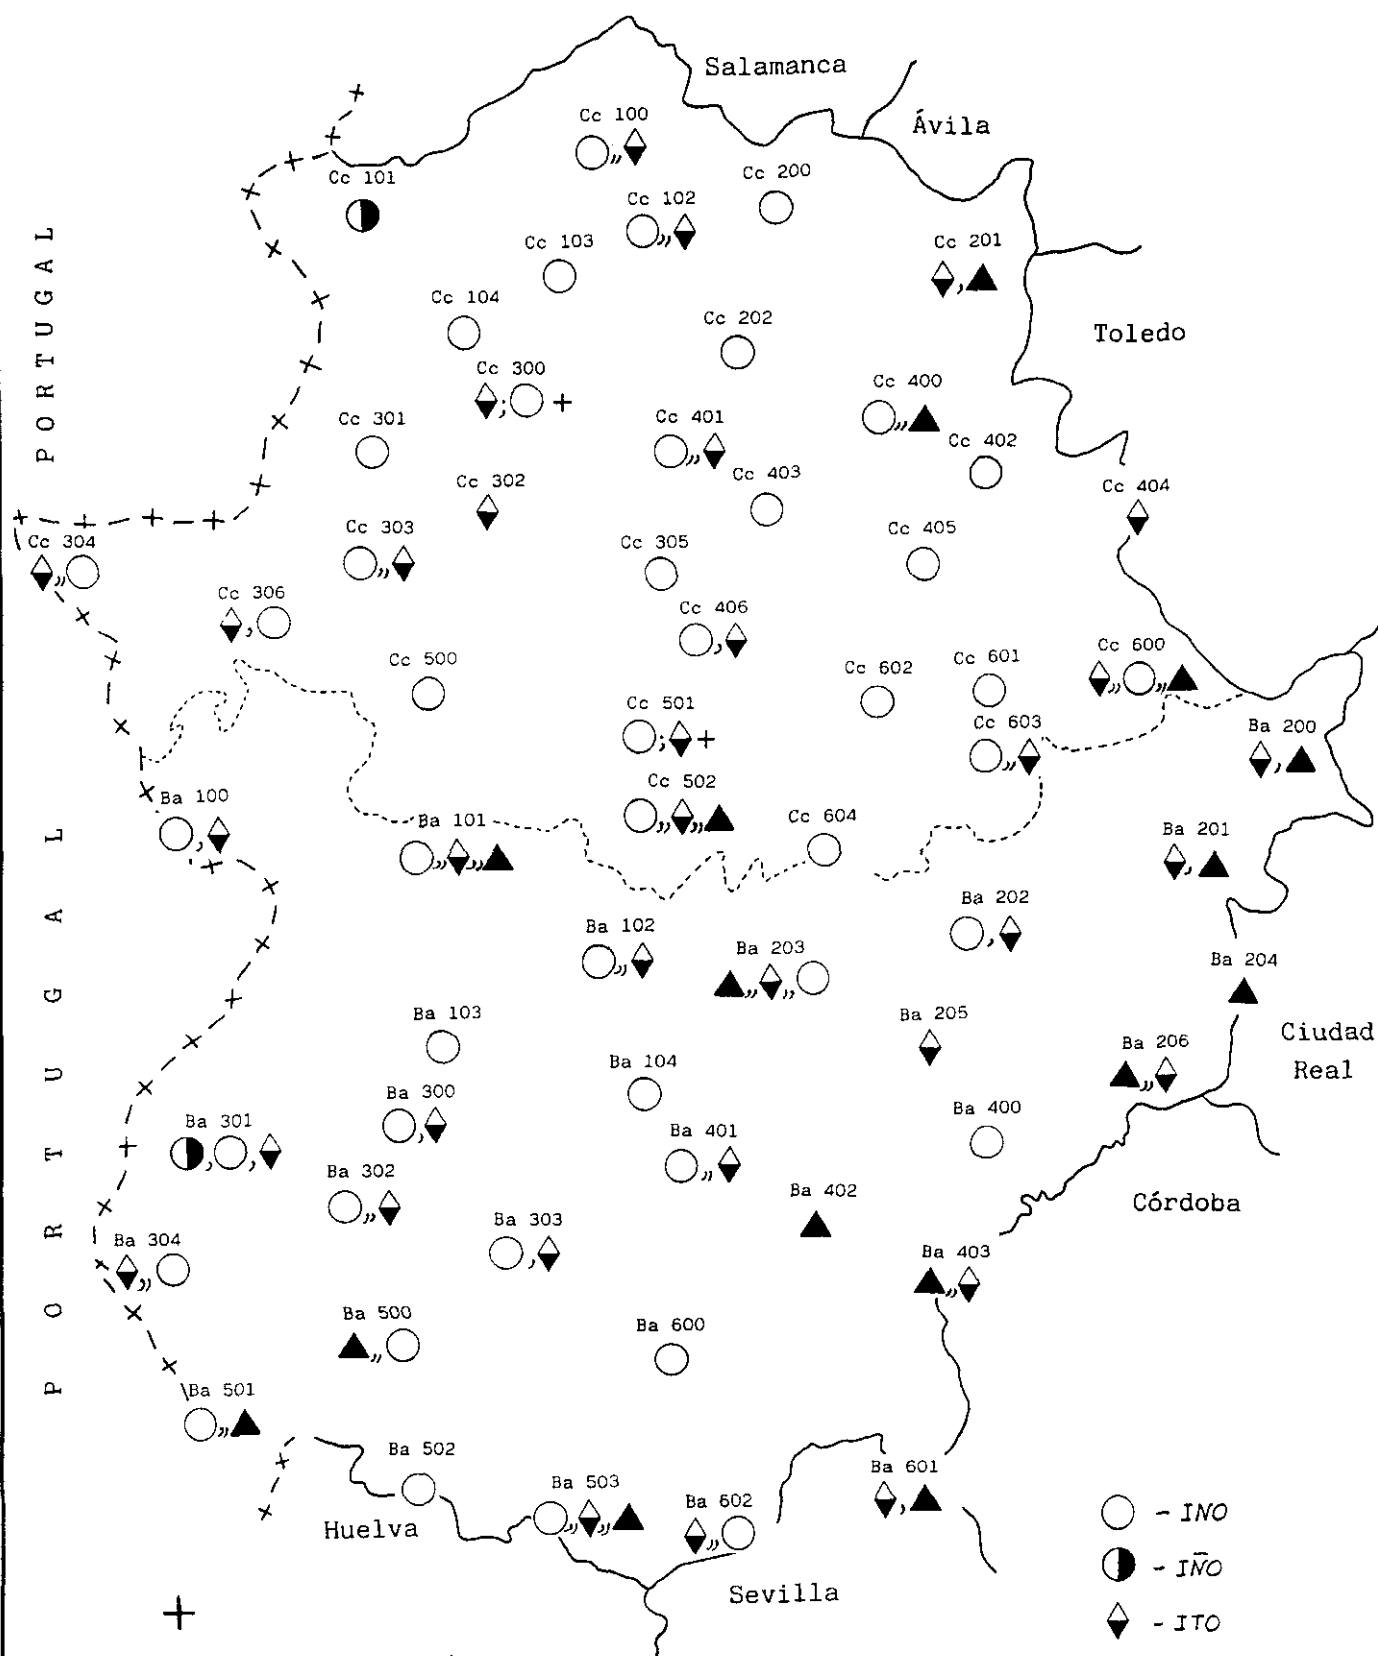 Salamanca
Ávila
Cc 100
Cc 101
Cc 200
Cc 102
Cc 103
Cc 201
Cc 104
Cc 202
Toledo
Cc 300
Cc 400
Cc 301
Cc 401
Cc 402
Cc 302
Cc 403
Cc 404
PORTUGAL
Cc 303
Cc 304
Cc 305
Cc 405
Cc 306
Cc 406
Cc 500
Cc 602
Cc 601
Cc 600
Cc 501
Cc 603
Ba 200
Cc 502
Ba 100
Ba 101
Cc 604
Ba 201
Ba 202
Ba 102
Ba 203
Ba 204
Ba 103
Ba 205
Ciudad
Real
Ba 104
Ba 206
Ba 300
Ba 400
Ba 301
Ba 401
Ba 302
Ba 402
Córdoba
PORTUGAL
Ba 303
Ba 304
Ba 403
Ba 500
Ba 600
Ba 501
Ba 502
Ba 503
Ba 602
Ba 601
Huelva
Sevilla
- INO
- IÑO
- ITO